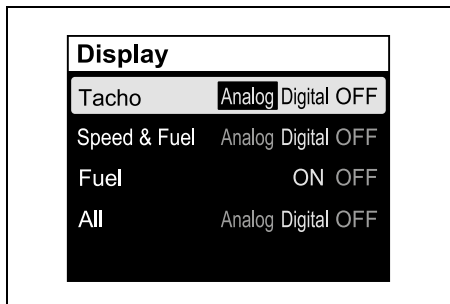 Display
Tacho Analog Digital OFF
Speed & Fuel Analog Digital OFF
Fuel ON OFF
All Analog Digital OFF